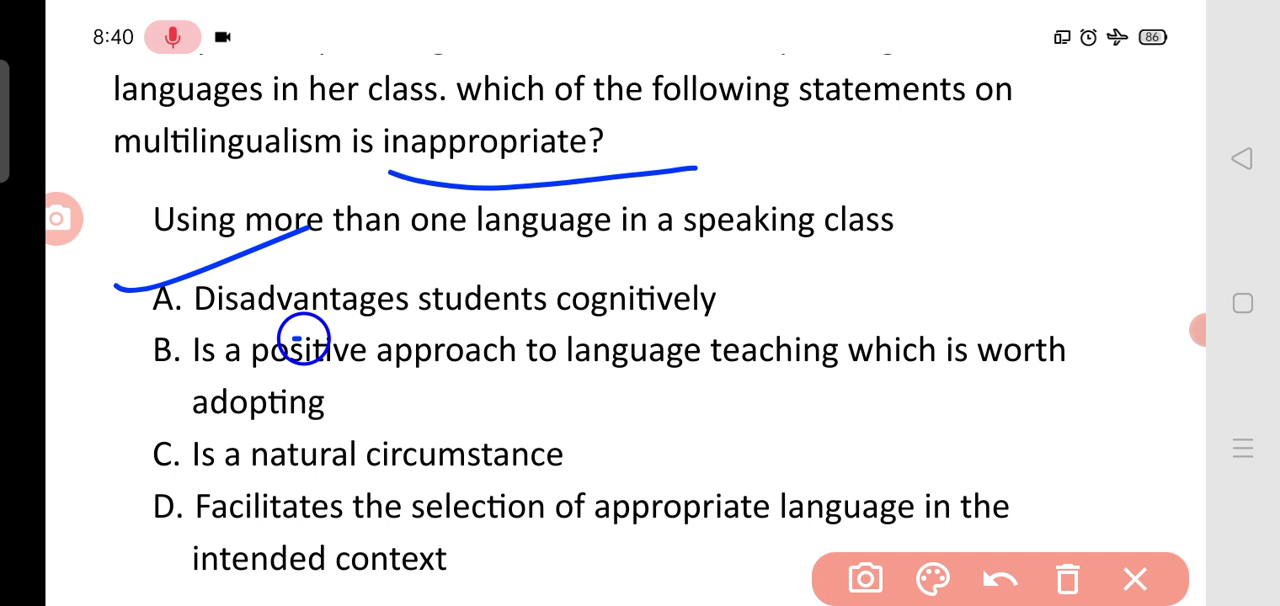 8:40
86
languages in her class. which of the following statements on
multilingualism is inappropriate?
Using more than one language in a speaking class
A. Disadvantages students cognitively
B. Is a positive approach to language teaching which is worth
adopting
C. Is a natural circumstance
D. Facilitates the selection of appropriate language in the
intended context